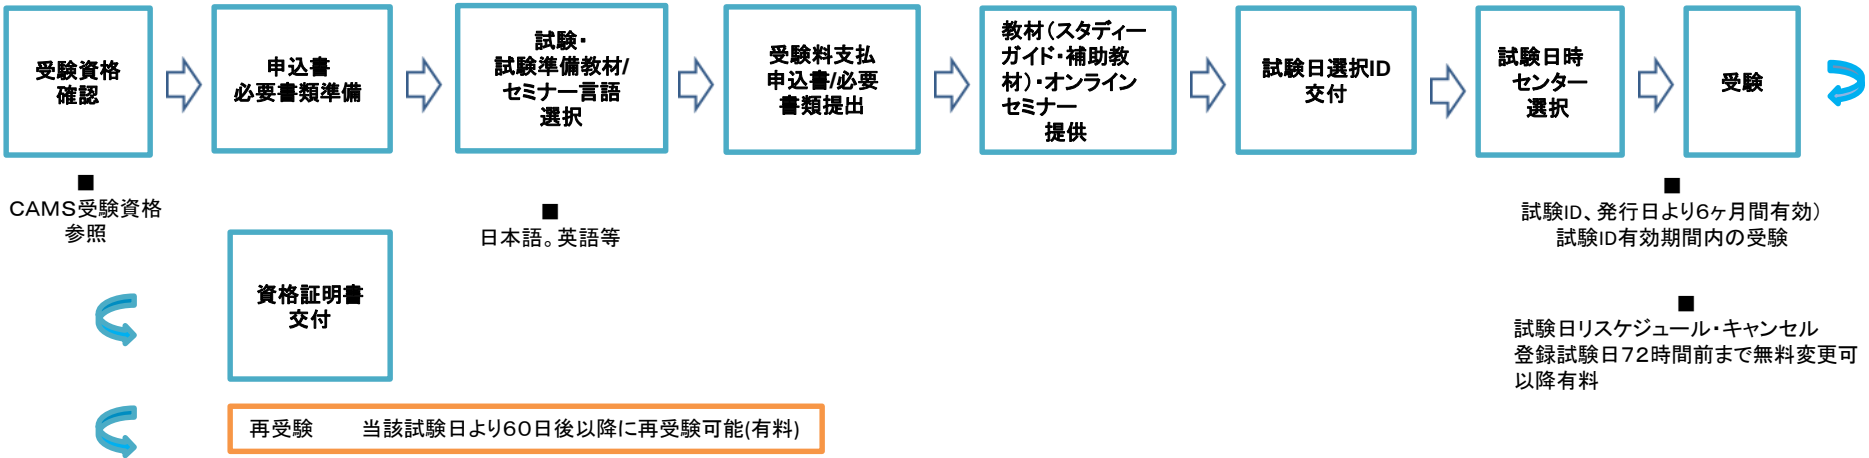 受験資格
確認
申込書
必要書類準備
試験・
試験準備教材/
セミナー言語
選択
受験料支払
申込書/必要
書類提出
教材(スタディー
ガイド・補助教
材)・オンライン
セミナー
提供
試験日選択ID
交付
試験日時
センター
選択
受験
■
CAMS受験資格
参照
■
日本語。英語等
■
試験ID、発行日より6ヶ月間有効)
試験ID有効期間内の受験
■
試験日リスケジュール・キャンセル
登録試験日72時間前まで無料変更可
以降有料
資格証明書
交付
再受験　　当該試験日より60日後以降に再受験可能(有料)